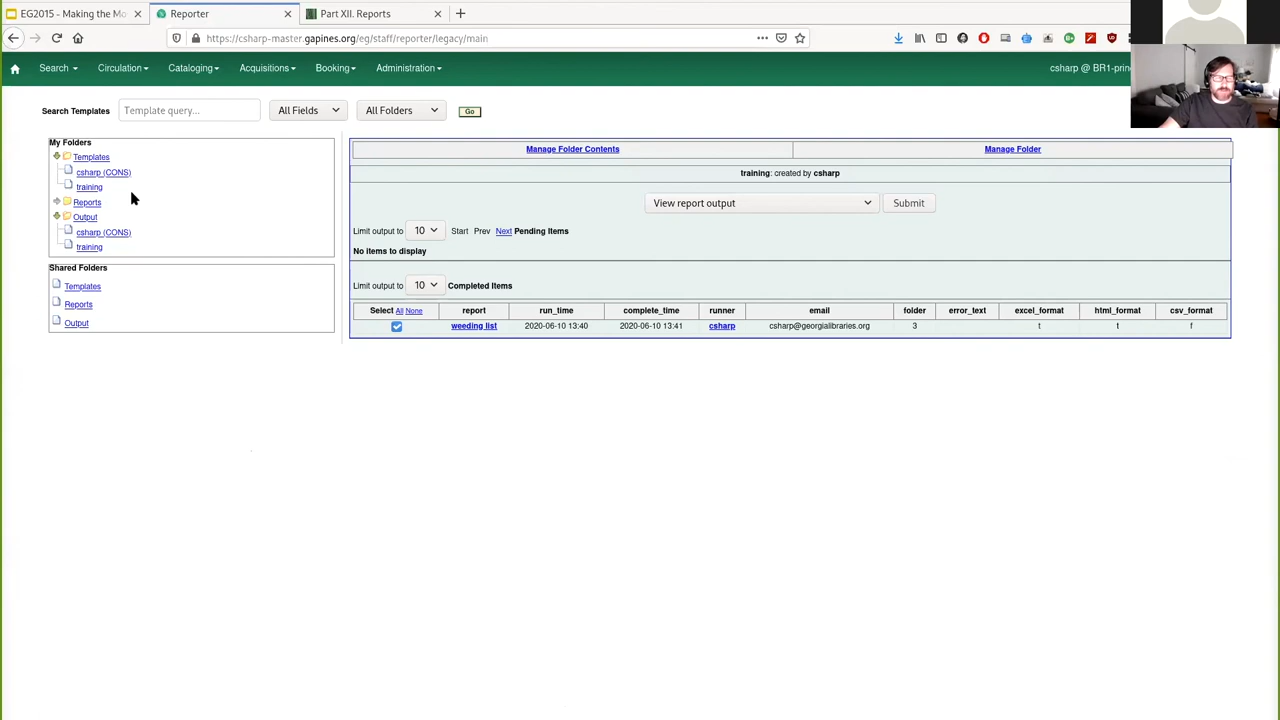 EG2015 - Making the Mo
Reporter
Part XII. Reports
https://csharp-master.gapines.org/eg/staff/reporter/legacy/main
Search
Circulation
Cataloging
Acquisitions
Booking
Administration
csharp @ BR1-princ
Search Templates
Template query...
All Fields
All Folders
Go
My Folders
Templates
csharp (CONS)
training
Reports
Output
csharp (CONS)
training
Shared Folders
Templates
Reports
Output
Manage Folder Contents
Manage Folder
training: created by csharp
View report output
Submit
Limit output to 10 Start Prev Next Pending Items
No items to display
Limit output to 10 Completed Items
Select All None report run_time complete_time runner email folder error_text excel_format html_format csv_format
weeding list 2020-06-10 13:40 2020-06-10 13:41 csharp csharp@georgialibraries.org 3 t t f